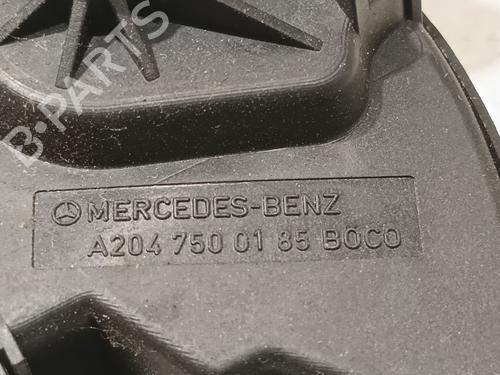 B-PARTS
MERCEDES-BENZ
A204 750 01 85 BOCO